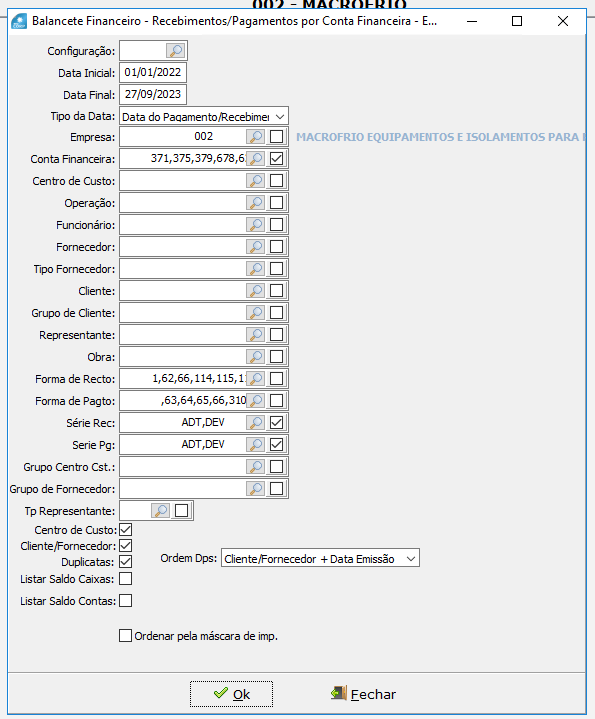 002 - MACROFRIO
Balancete Financeiro - Recebimentos/Pagamentos por Conta Financeira - E...
Configuração:
Data Inicial: 01/01/2022
Data Final: 27/09/2023
Tipo da Data: Data do Pagamento/Recebimen
Empresa: 002 MACROFRIO EQUIPAMENTOS E ISOLAMENTOS PARA
Conta Financeira: 371,375,379,678,6
Centro de Custo:
Operação:
Funcionário:
Fornecedor:
Tipo Fornecedor:
Cliente:
Grupo de Cliente:
Representante:
Obra:
Forma de Recto: 1,62,66,114,115,1
Forma de Pagto: ,63,64,65,66,310
Série Rec: ADT,DEV
Serie Pg: ADT,DEV
Grupo Centro Cst.:
Grupo de Fornecedor:
Tp Representante:
Centro de Custo:
Cliente/Fornecedor:
Duplicatas:
Ordem Dps: Cliente/Fornecedor + Data Emissão
Listar Saldo Caixas:
Listar Saldo Contas:
Ordenar pela máscara de imp.
Ok Fechar